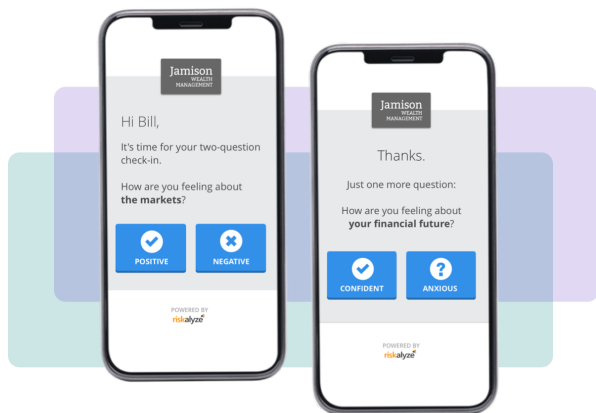 Jamison
WEALTH
MANAGEMENT
Hi Bill,
It's time for your two-question
check-in.
How are you feeling about
the markets?
POSITIVE
NEGATIVE
POWERED BY
riskalyze
Jamison
WEALTH
MANAGEMENT
Thanks.
Just one more question:
How are you feeling about
your financial future?
CONFIDENT
ANXIOUS
POWERED BY
riskalyze